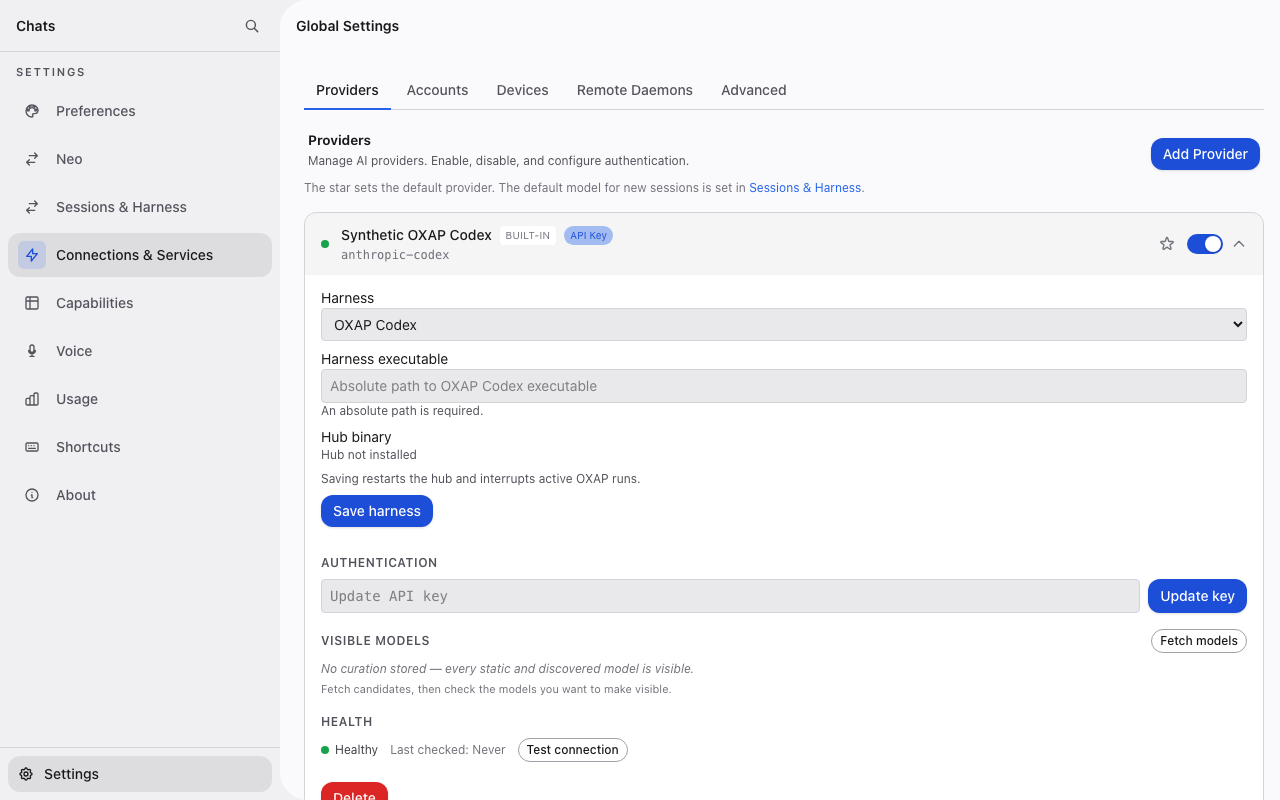 Chats
Global Settings
SETTINGS
Preferences
Neo
Sessions & Harness
Connections & Services
Capabilities
Voice
Usage
Shortcuts
About
Settings
Providers
Accounts
Devices
Remote Daemons
Advanced
Providers
Manage AI providers. Enable, disable, and configure authentication.
Add Provider
The star sets the default provider. The default model for new sessions is set in Sessions & Harness.
Synthetic OXAP Codex
BUILT-IN
API Key
anthropic-codex
Harness
OXAP Codex
Harness executable
Absolute path to OXAP Codex executable
An absolute path is required.
Hub binary
Hub not installed
Saving restarts the hub and interrupts active OXAP runs.
Save harness
AUTHENTICATION
Update API key
Update key
VISIBLE MODELS
Fetch models
No curation stored — every static and discovered model is visible.
Fetch candidates, then check the models you want to make visible.
HEALTH
Healthy
Last checked: Never
Test connection
Delete